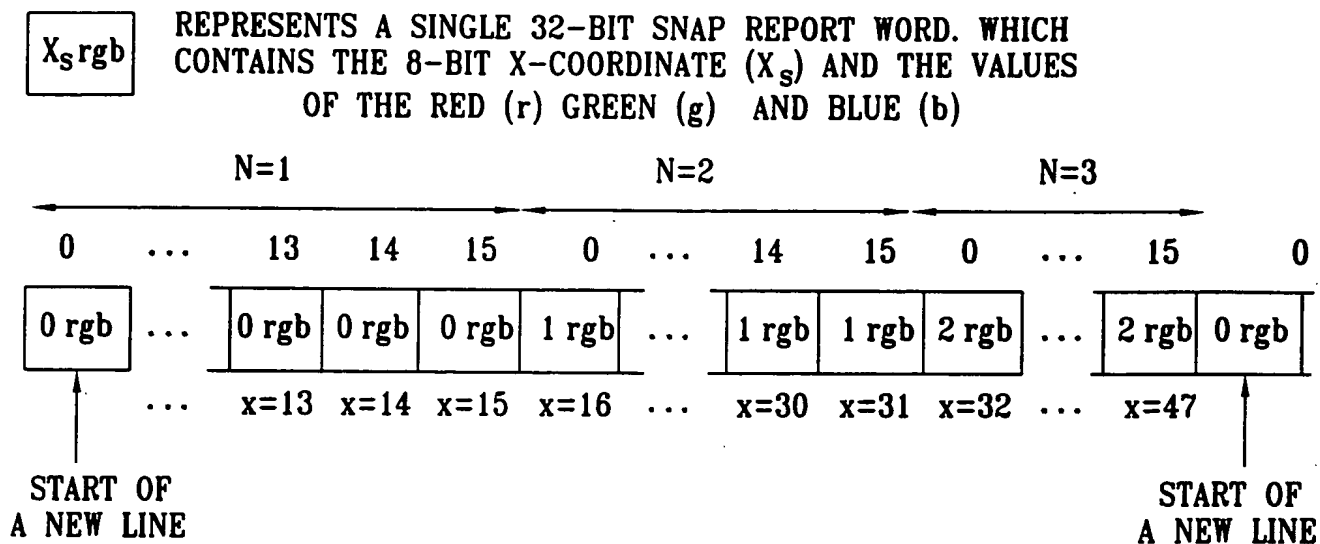 X_s rgb
REPRESENTS A SINGLE 32-BIT SNAP REPORT WORD. WHICH
CONTAINS THE 8-BIT X-COORDINATE (X_s) AND THE VALUES
OF THE RED (r) GREEN (g) AND BLUE (b)
N=1 N=2 N=3
0 ... 13 14 15 0 ... 14 15 0 ... 15 0
0 rgb ... 0 rgb 0 rgb 0 rgb 1 rgb ... 1 rgb 1 rgb 2 rgb ... 2 rgb 0 rgb
... x=13 x=14 x=15 x=16 ... x=30 x=31 x=32 ... x=47
START OF
A NEW LINE
START OF
A NEW LINE